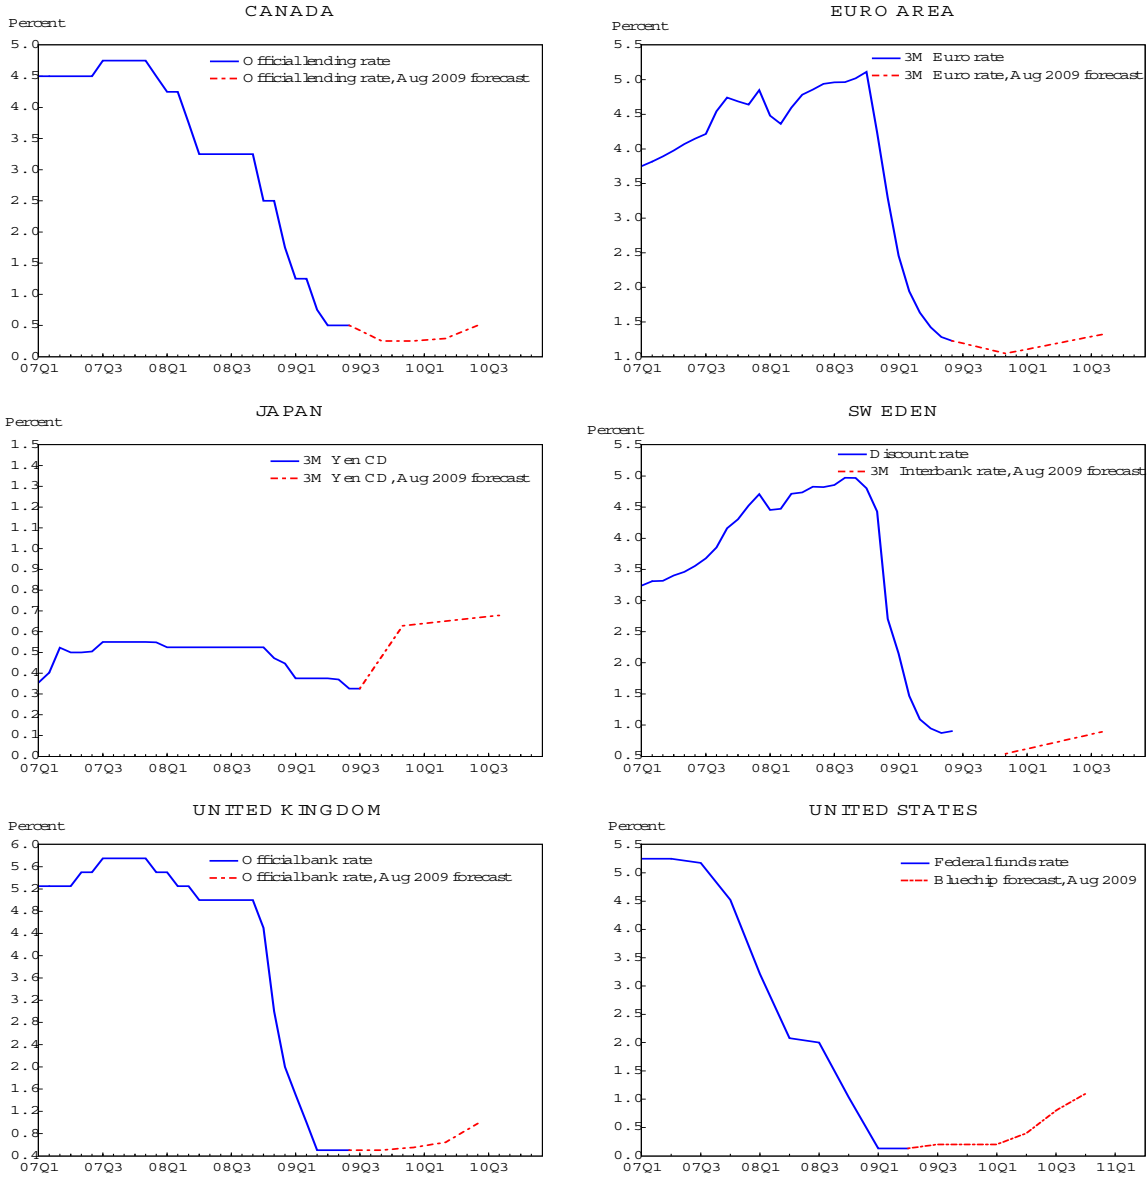 CANADA
Percent
5.0
4.5
4.0
3.5
3.0
2.5
2.0
1.5
1.0
0.5
0.0
07Q1 07Q3 08Q1 08Q3 09Q1 09Q3 10Q1 10Q3
Official lending rate
Official lending rate, Aug 2009 forecast
EURO AREA
Percent
5.5
5.0
4.5
4.0
3.5
3.0
2.5
2.0
1.5
1.0
07Q1 07Q3 08Q1 08Q3 09Q1 09Q3 10Q1 10Q3
3M Euro rate
3M Euro rate, Aug 2009 forecast
JAPAN
Percent
1.5
1.4
1.3
1.2
1.1
1.0
0.9
0.8
0.7
0.6
0.5
0.4
0.3
0.2
0.1
0.0
07Q1 07Q3 08Q1 08Q3 09Q1 09Q3 10Q1 10Q3
3M Yen CD
3M Yen CD, Aug 2009 forecast
SWEDEN
Percent
5.5
5.0
4.5
4.0
3.5
3.0
2.5
2.0
1.5
1.0
0.5
07Q1 07Q3 08Q1 08Q3 09Q1 09Q3 10Q1 10Q3
Discount rate
3M Interbank rate, Aug 2009 forecast
UNITED KINGDOM
Percent
6.0
5.6
5.2
4.8
4.4
4.0
3.6
3.2
2.8
2.4
2.0
1.6
1.2
0.8
0.4
07Q1 07Q3 08Q1 08Q3 09Q1 09Q3 10Q1 10Q3
Official bank rate
Official bank rate, Aug 2009 forecast
UNITED STATES
Percent
5.5
5.0
4.5
4.0
3.5
3.0
2.5
2.0
1.5
1.0
0.5
0.0
07Q1 07Q3 08Q1 08Q3 09Q1 09Q3 10Q1 10Q3 11Q1
Federal funds rate
Bluechip forecast, Aug 2009